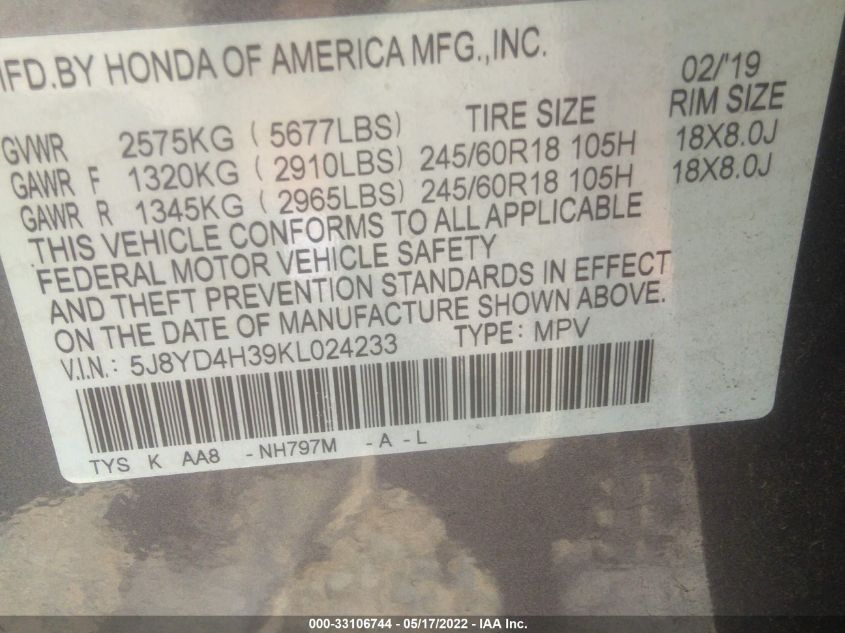 MFD.BY HONDA OF AMERICA MFG.,INC. 02/'19
GVWR 2575KG ( 5677LBS) TIRE SIZE RIM SIZE
GAWR F 1320KG ( 2910LBS) 245/60R18 105H 18X8.0J
GAWR R 1345KG ( 2965LBS) 245/60R18 105H 18X8.0J
THIS VEHICLE CONFORMS TO ALL APPLICABLE
FEDERAL MOTOR VEHICLE SAFETY
AND THEFT PREVENTION STANDARDS IN EFFECT
ON THE DATE OF MANUFACTURE SHOWN ABOVE.
V.I.N.: 5J8YD4H39KL024233 TYPE: MPV
TYS K AA8 -NH797M -A-L
000-33106744 - 05/17/2022 - IAA Inc.